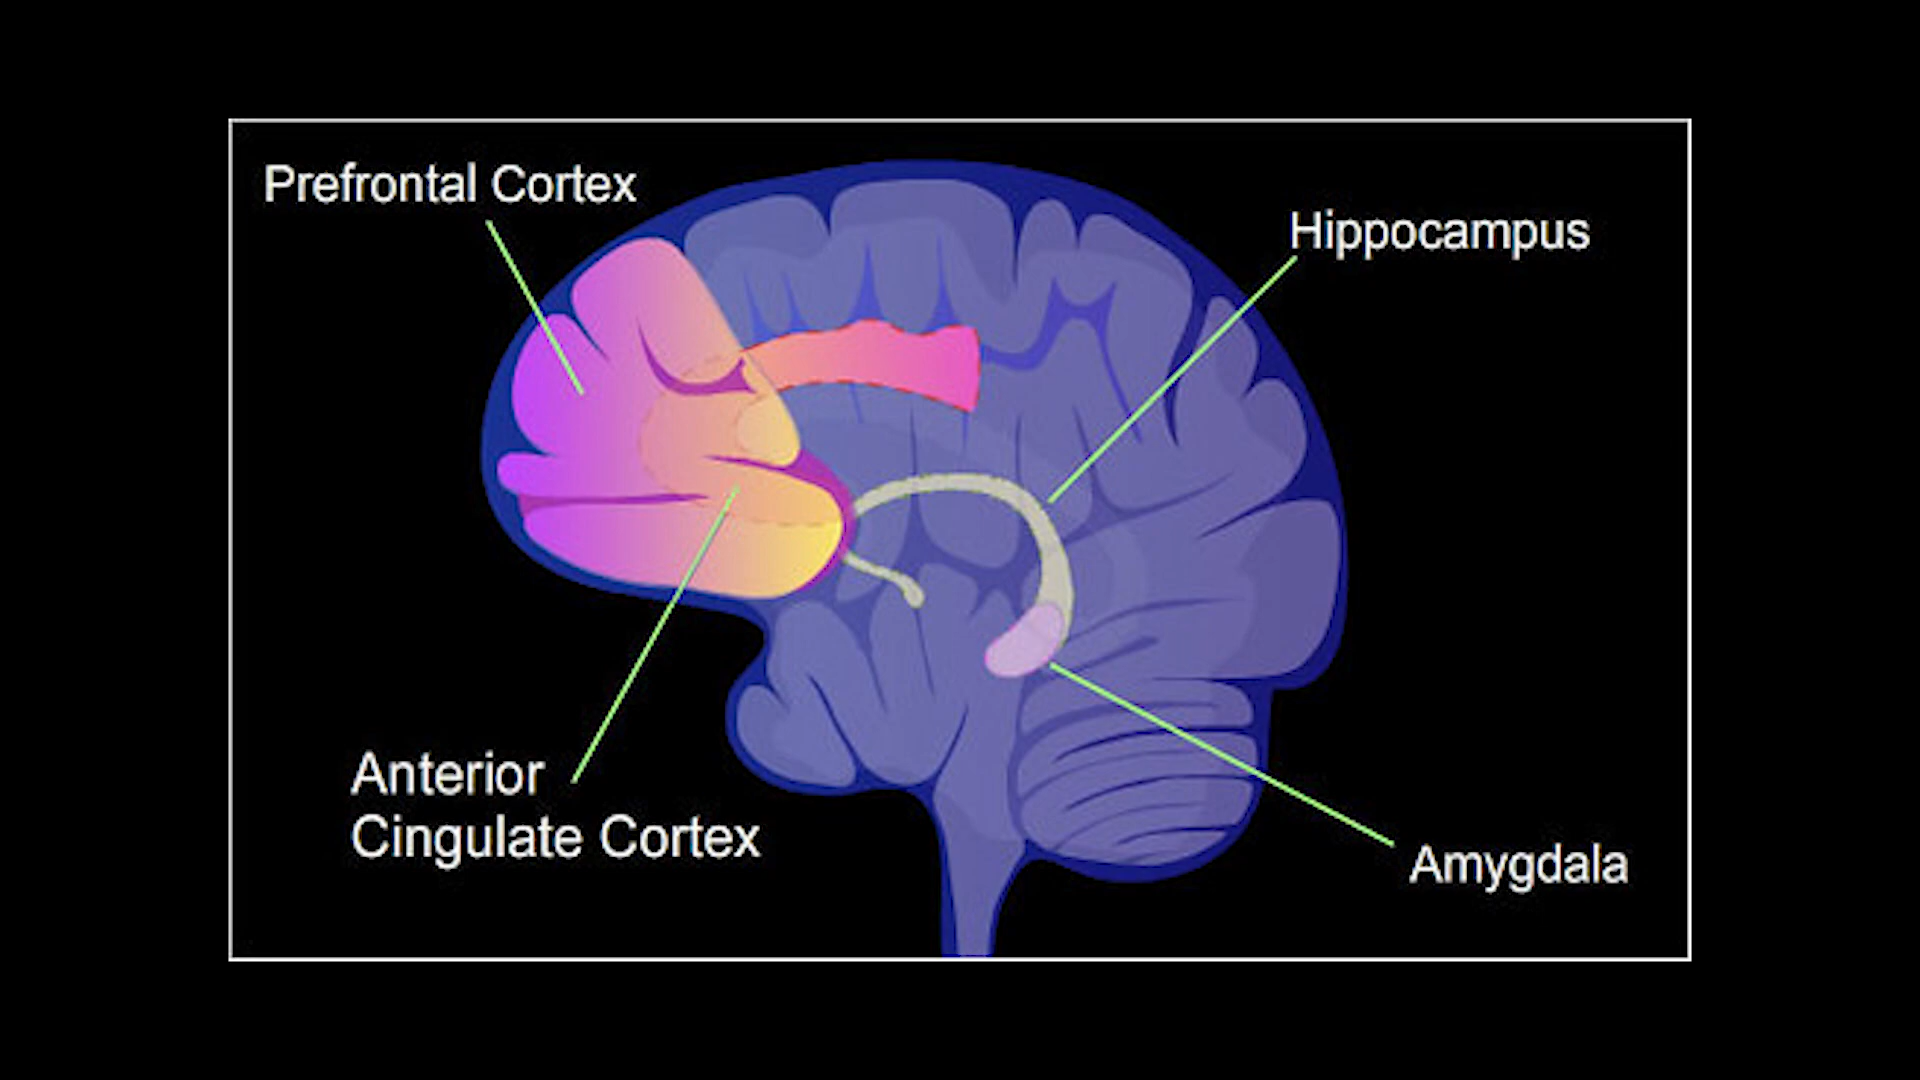 Prefrontal Cortex
Hippocampus
Anterior
Cingulate Cortex
Amygdala